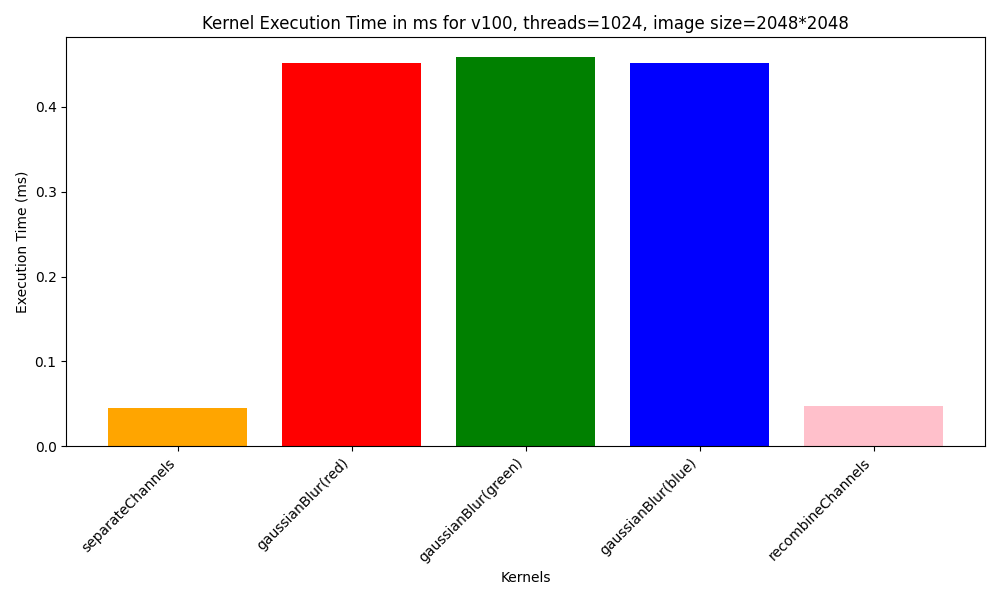 Kernel Execution Time in ms for v100, threads=1024, image size=2048*2048
Execution Time (ms)
0.4
0.3
0.2
0.1
0.0
separateChannels
gaussianBlur(red)
gaussianBlur(green)
gaussianBlur(blue)
recombineChannels
Kernels